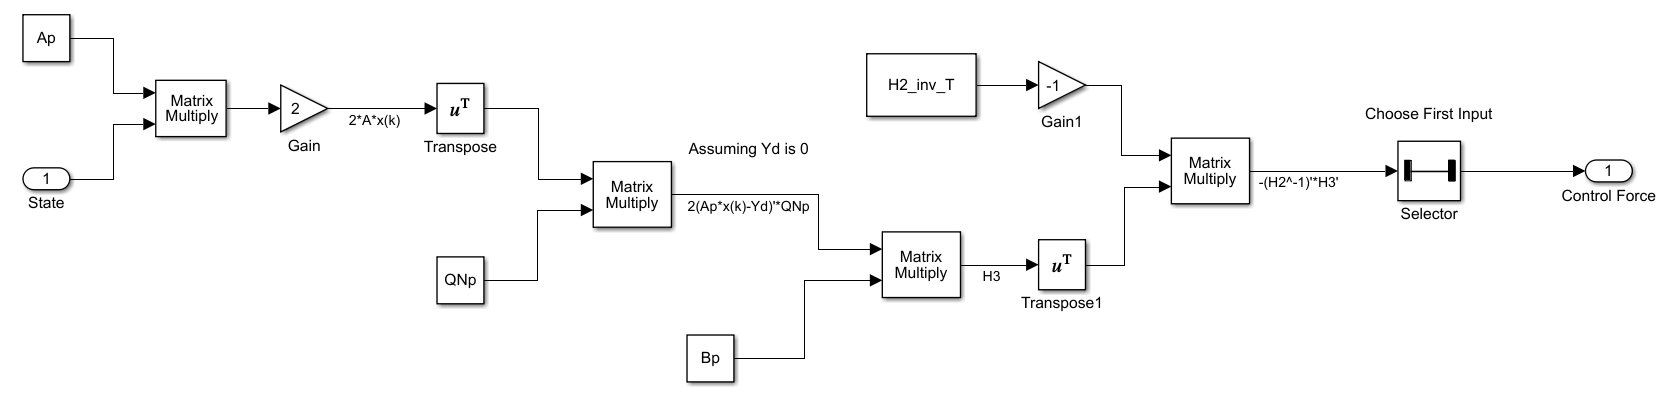 Ap
Matrix
Multiply
1
State
2
Gain
2*A*x(k)
uT
Transpose
QNp
Assuming Yd is 0
Matrix
Multiply
2(Ap*x(k)-Yd)'*QNp
Bp
Matrix
Multiply
H3
uT
Transpose1
H2_inv_T
-1
Gain1
Matrix
Multiply
-(H2^-1)'*H3'
Choose First Input
Selector
1
Control Force